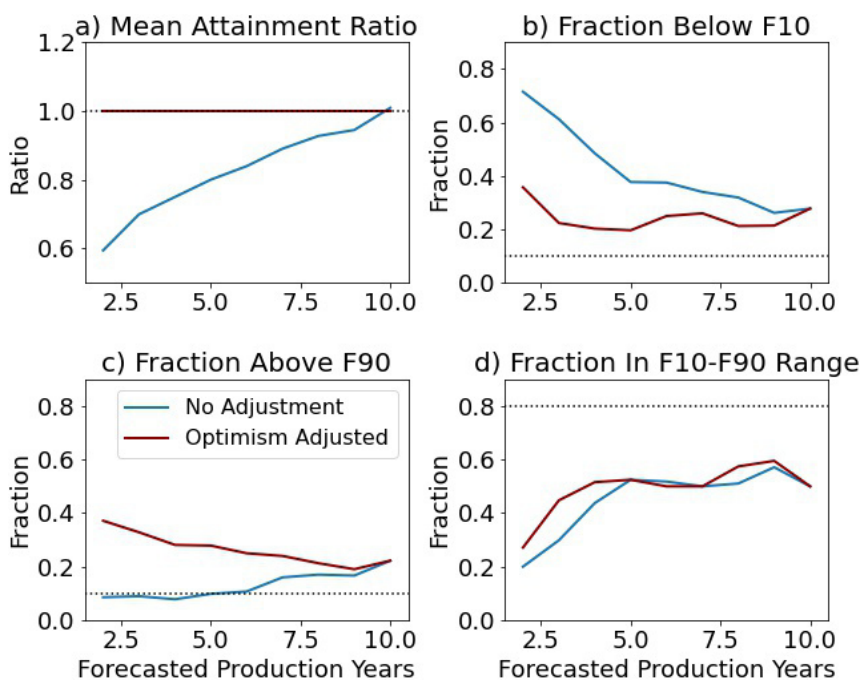 a) Mean Attainment Ratio
1.2
1.0
0.8
0.6
Ratio
2.5 5.0 7.5 10.0
b) Fraction Below F10
0.8
0.6
0.4
0.2
0.0
Fraction
2.5 5.0 7.5 10.0
c) Fraction Above F90
No Adjustment
Optimism Adjusted
0.8
0.6
0.4
0.2
0.0
Fraction
2.5 5.0 7.5 10.0
Forecasted Production Years
d) Fraction In F10-F90 Range
0.8
0.6
0.4
0.2
0.0
Fraction
2.5 5.0 7.5 10.0
Forecasted Production Years